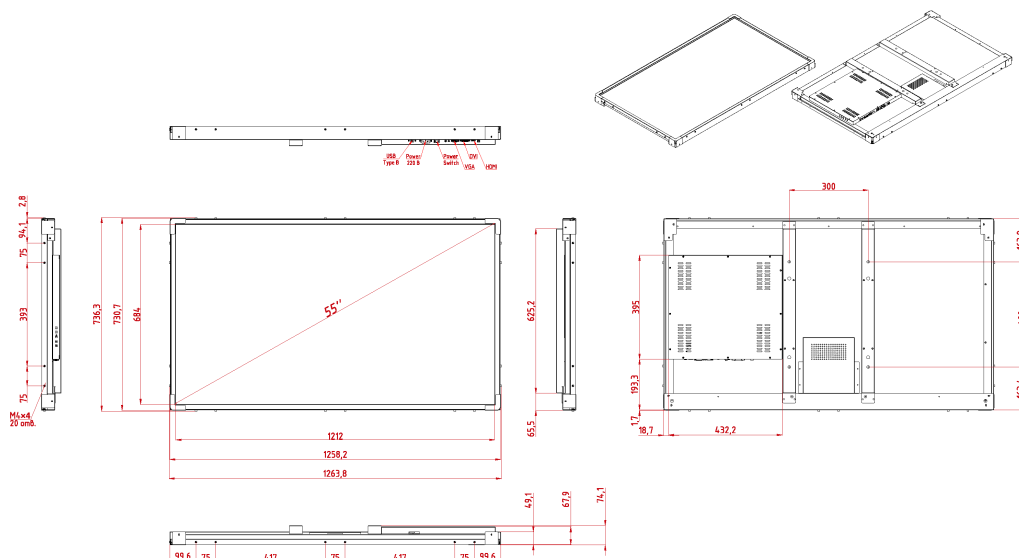 USB
Type B
Power
220 В
Power
Switch
VGA
DVI
HDMI
2,8
94,1
75
393
75
M4x4
20 отв.
736,3
730,7
684
55''
1212
1258,2
1263,8
625,2
65,5
300
395
193,3
1,7
18,7
432,2
49,1
67,9
74,1
99,6
75
417
75
417
75
99,6